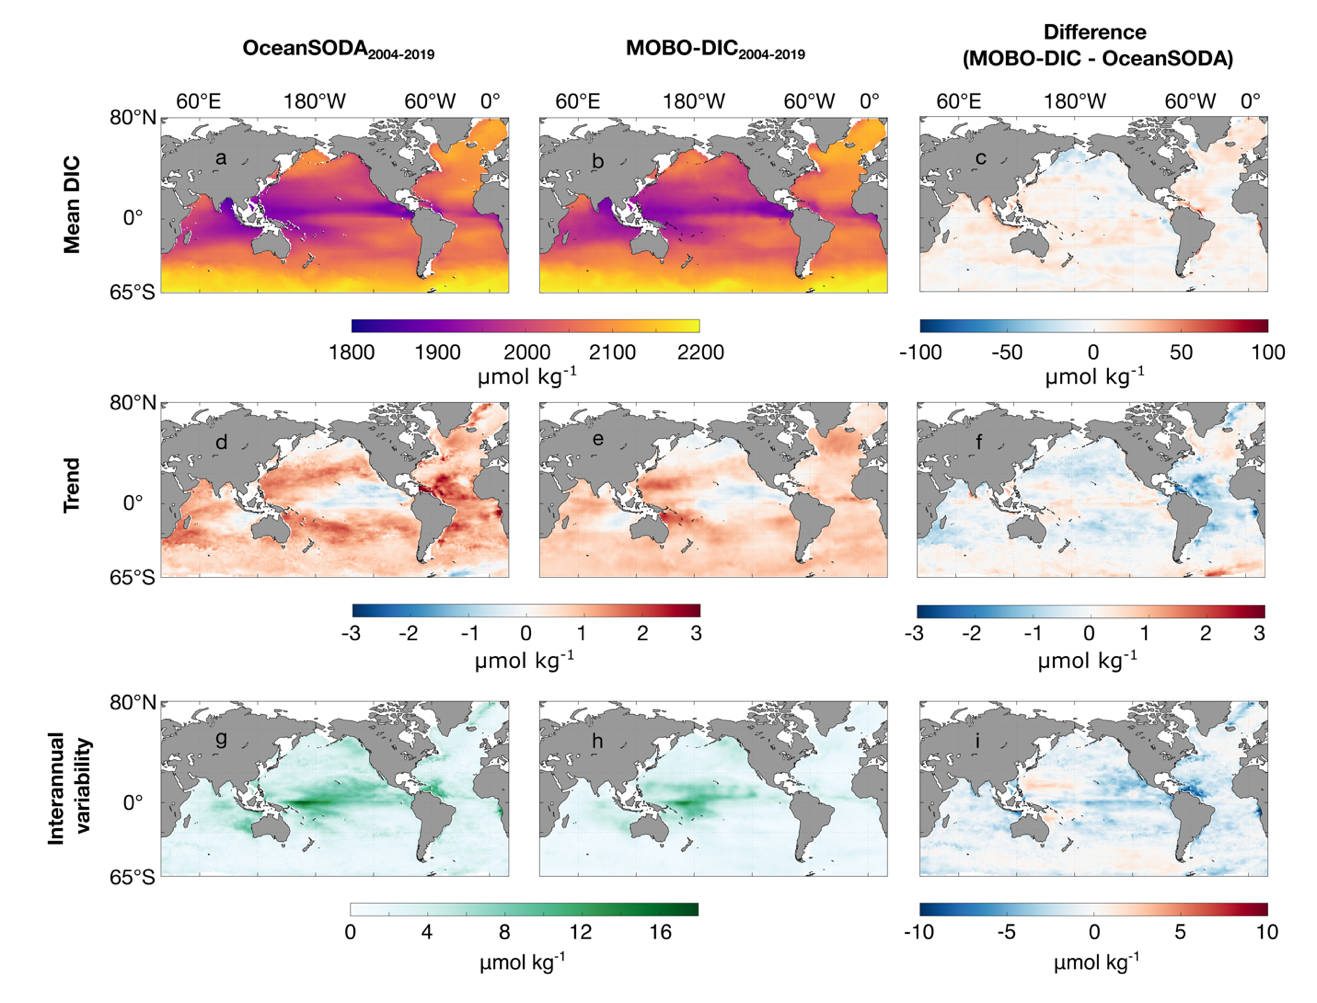 OceanSODA2004-2019
MOBO-DIC2004-2019
Difference
(MOBO-DIC - OceanSODA)
60°E 180°W 60°W 0°
60°E 180°W 60°W 0°
60°E 180°W 60°W 0°
Mean DIC
80°N
0°
65°S
a
b
c
1800 1900 2000 2100 2200
µmol kg-1
-100 -50 0 50 100
µmol kg-1
Trend
80°N
0°
65°S
d
e
f
-3 -2 -1 0 1 2 3
µmol kg-1
-3 -2 -1 0 1 2 3
µmol kg-1
Interannual
variability
80°N
0°
65°S
g
h
i
0 4 8 12 16
µmol kg-1
-10 -5 0 5 10
µmol kg-1